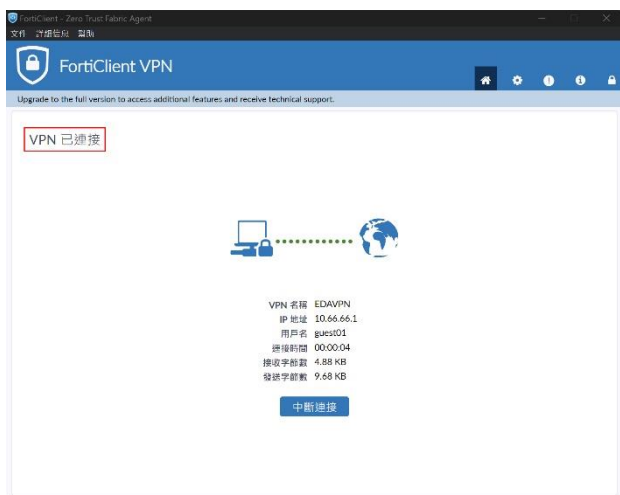 FortiClient - Zero Trust Fabric Agent
文件 詳細信息 幫助
FortiClient VPN
Upgrade to the full version to access additional features and receive technical support.
VPN 已連接
VPN 名稱 EDAVPN
IP 地址 10.66.66.1
用戶名 guest01
連接時間 00:00:04
接收字節數 4.88 KB
發送字節數 9.68 KB
中斷連接